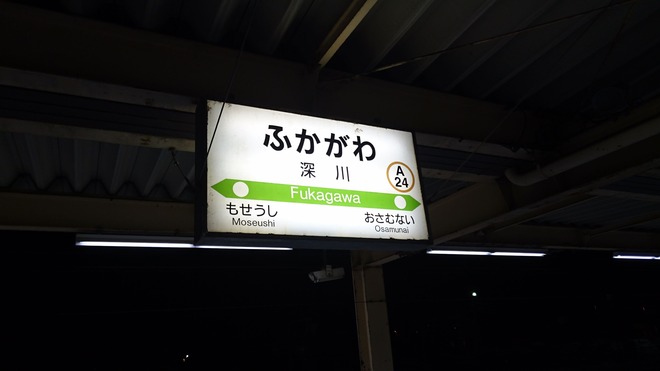 ふかがわ
深川
A
24
Fukagawa
もせうし
Moseushi
おさむない
Osamunai